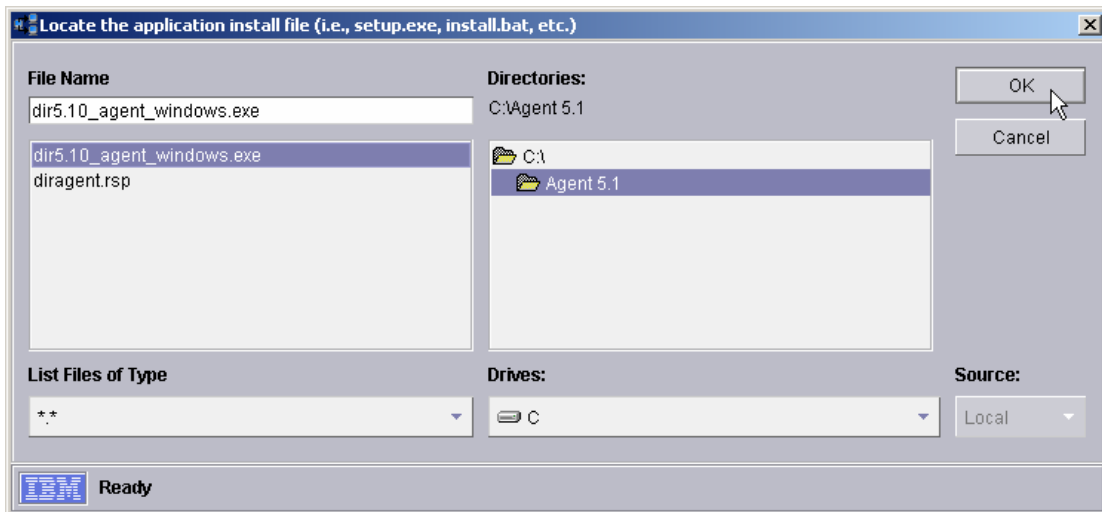 Locate the application install file (i.e., setup.exe, install.bat, etc.)
File Name
Directories:
dir5.10_agent_windows.exe
C:\Agent 5.1
OK
Cancel
dir5.10_agent_windows.exe
diragent.rsp
C:\
Agent 5.1
List Files of Type
Drives:
Source:
*.*
C
Local
IBM
Ready